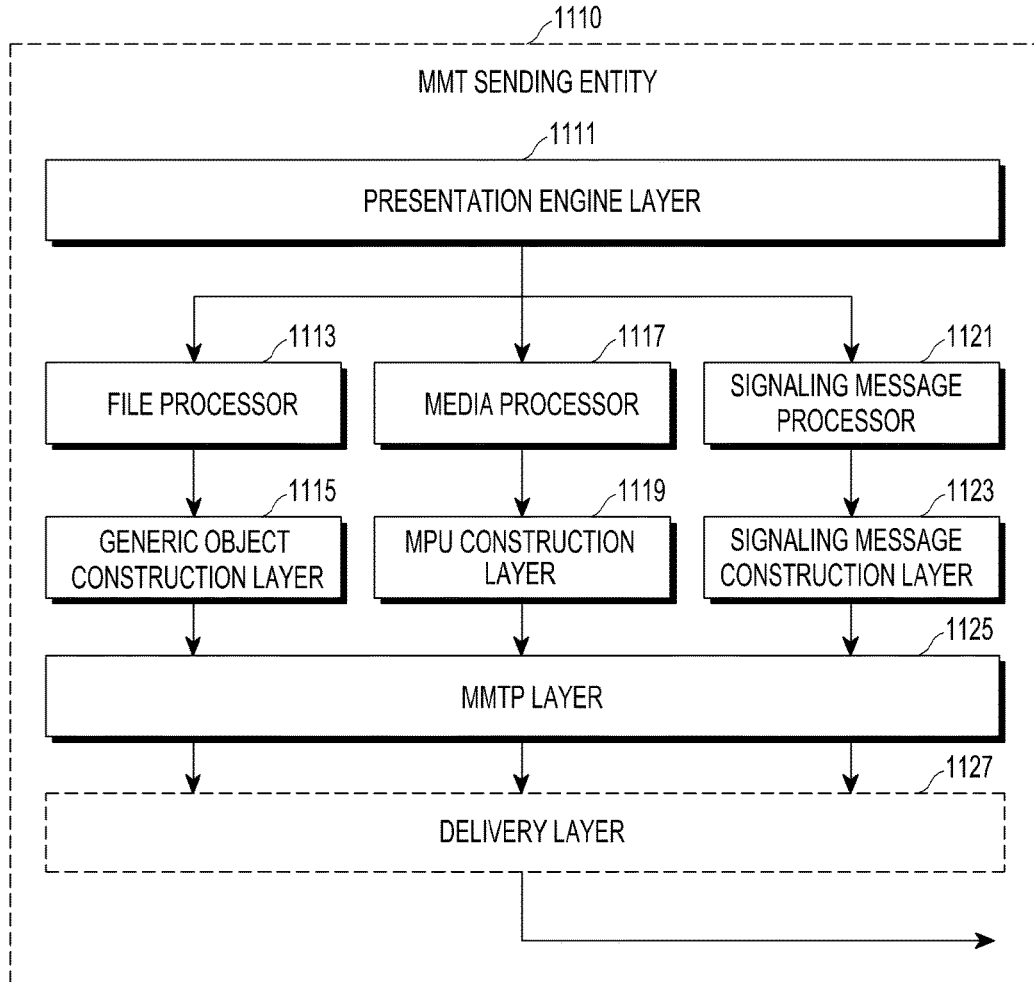 1110
MMT SENDING ENTITY
1111
PRESENTATION ENGINE LAYER
1113
FILE PROCESSOR
1117
MEDIA PROCESSOR
1121
SIGNALING MESSAGE
PROCESSOR
1115
GENERIC OBJECT
CONSTRUCTION LAYER
1119
MPU CONSTRUCTION
LAYER
1123
SIGNALING MESSAGE
CONSTRUCTION LAYER
1125
MMTP LAYER
1127
DELIVERY LAYER